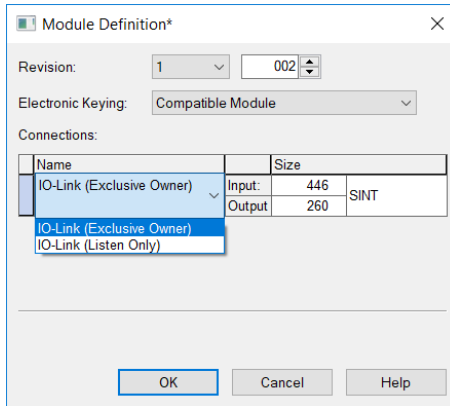 Module Definition*
Revision: 1 002
Electronic Keying: Compatible Module
Connections:
Name Size
IO-Link (Exclusive Owner) Input: 446 SINT
Output 260
IO-Link (Exclusive Owner)
IO-Link (Listen Only)
OK Cancel Help